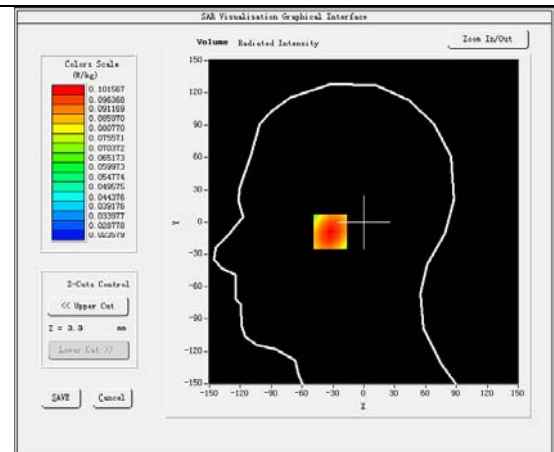 SAR Visualisation Graphical Interface
Volume Radiated Intensity
Zoom In/Out
Colors Scale
(W/kg)
0.101567
0.096368
0.091169
0.085970
0.080770
0.075571
0.070372
0.065173
0.059973
0.054774
0.049575
0.044376
0.039176
0.033977
0.028778
0.023579
150
120
90
60
30
Y 0
-30
-60
-90
-120
-150
-150 -120 -90 -60 -30 0 30 60 90 120 150
X
Z-Cuts Control
<< Upper Cut
Z = 3.3 mm
Lower Cut >>
SAVE Cancel